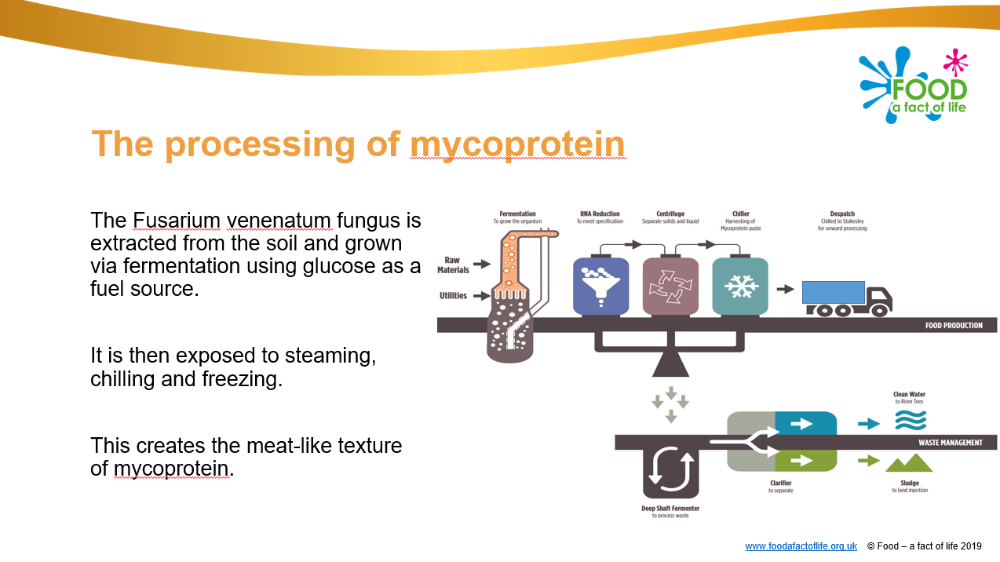 FOOD
a fact of life
The processing of mycoprotein
The Fusarium venenatum fungus is
extracted from the soil and grown
via fermentation using glucose as a
fuel source.
It is then exposed to steaming,
chilling and freezing.
This creates the meat-like texture
of mycoprotein.
Fermentation
To grow the organism
RNA Reduction
To meet specification
Centrifuge
Separate solids and liquid
Chiller
Harvesting of
Mycoprotein paste
Despatch
Chilled to Stokesley
for onward processing
Raw
Materials
Utilities
FOOD PRODUCTION
Clean Water
to River Tees
WASTE MANAGEMENT
Clarifier
to separate
Sludge
to land injection
Deep Shaft Fermenter
to process waste
www.foodafactoflife.org.uk © Food – a fact of life 2019